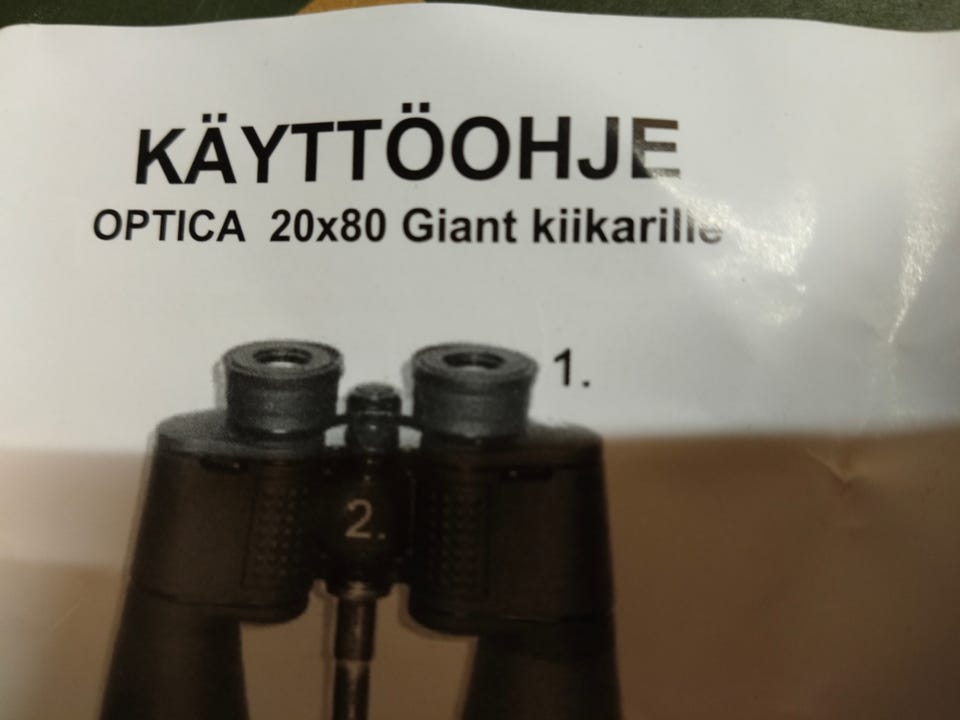 KÄYTTÖOHJE
OPTICA 20x80 Giant kiikarille
1.
2.